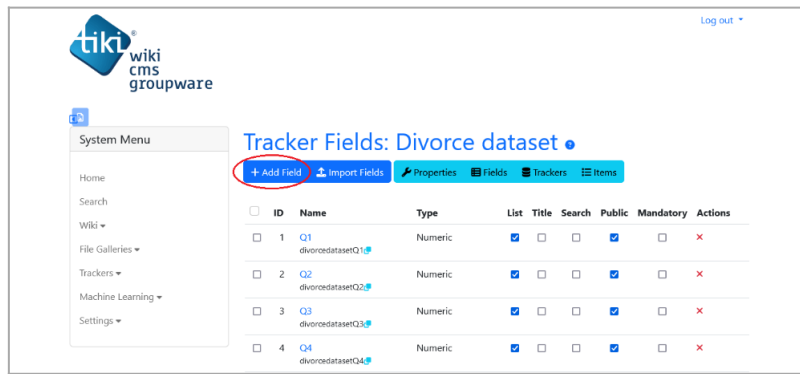 Log out
tiki®
wiki
cms
groupware
System Menu
Home
Search
Wiki
File Galleries
Trackers
Machine Learning
Settings
Tracker Fields: Divorce dataset
+ Add Field Import Fields Properties Fields Trackers Items
ID Name Type List Title Search Public Mandatory Actions
1 Q1 Numeric
divorcedatasetQ1
2 Q2 Numeric
divorcedatasetQ2
3 Q3 Numeric
divorcedatasetQ3
4 Q4 Numeric
divorcedatasetQ4